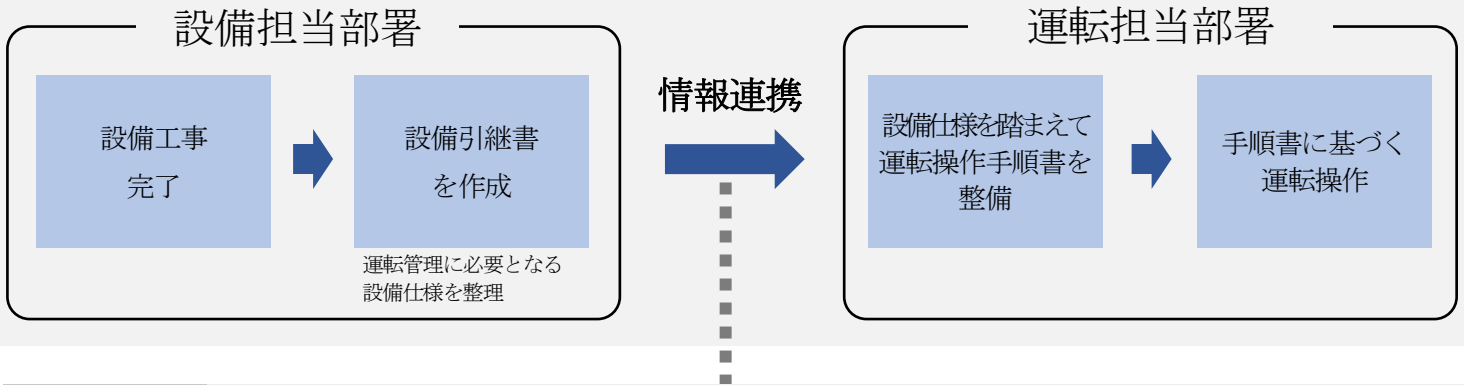 設備担当部署
設備工事
完了
設備引継書
を作成
運転管理に必要となる
設備仕様を整理
情報連携
運転担当部署
設備仕様を踏まえて
運転操作手順書を
整備
手順書に基づく
運転操作